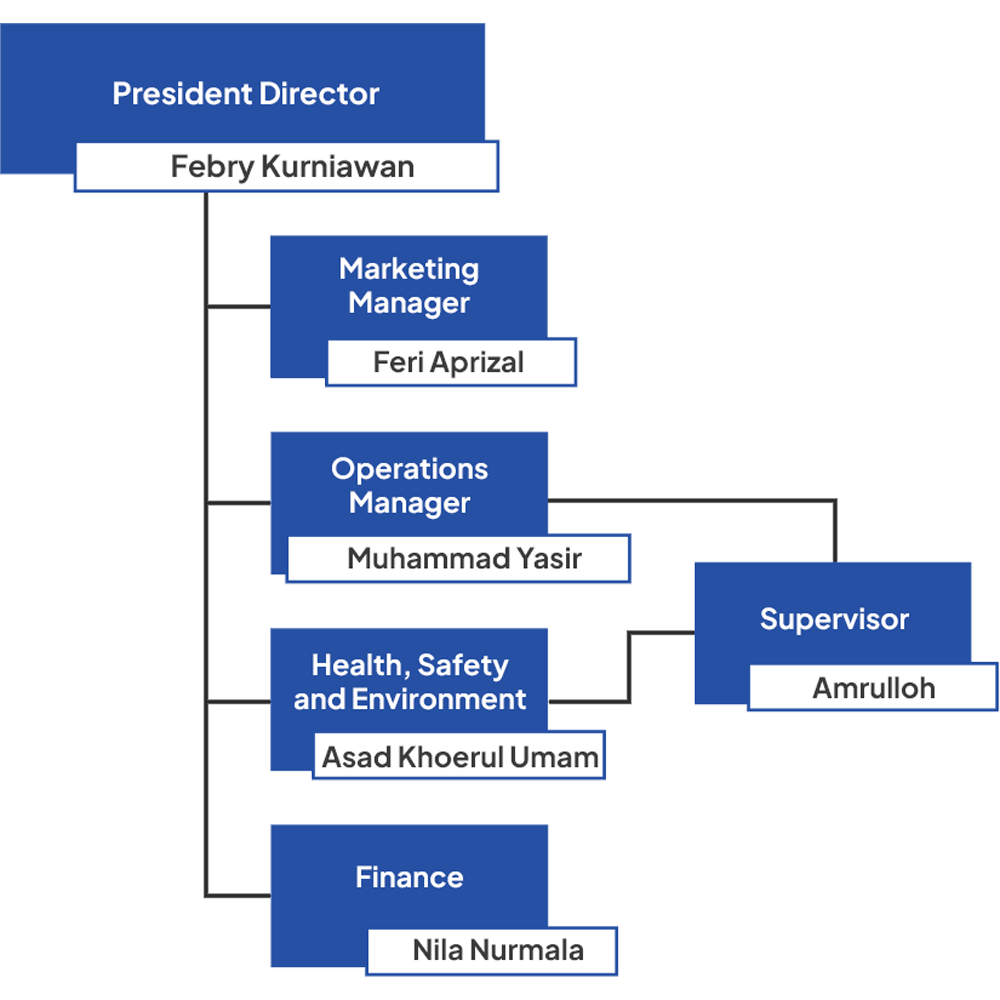 President Director
Febry Kurniawan
Marketing
Manager
Feri Aprizal
Operations
Manager
Muhammad Yasir
Supervisor
Amrulloh
Health, Safety
and Environment
Asad Khoerul Umam
Finance
Nila Nurmala